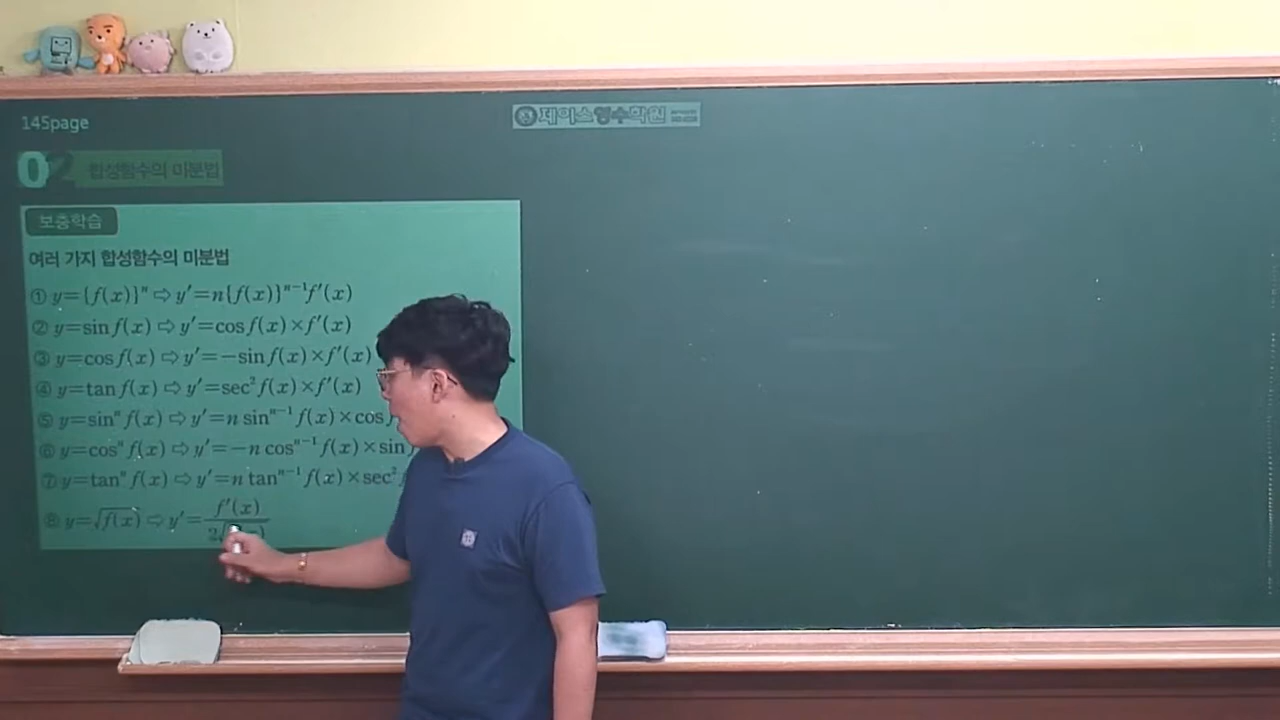 145page
제이스영수학원
02 합성함수의 미분법
보충학습
여러 가지 합성함수의 미분법
① y={f(x)}ⁿ ⇨ y′=n{f(x)}ⁿ⁻¹f′(x)
② y=sin f(x) ⇨ y′=cos f(x)×f′(x)
③ y=cos f(x) ⇨ y′=−sin f(x)×f′(x)
④ y=tan f(x) ⇨ y′=sec² f(x)×f′(x)
⑤ y=sinⁿ f(x) ⇨ y′=n sinⁿ⁻¹ f(x)×cos
⑥ y=cosⁿ f(x) ⇨ y′=−n cosⁿ⁻¹ f(x)×sin
⑦ y=tanⁿ f(x) ⇨ y′=n tanⁿ⁻¹ f(x)×sec²
⑧ y=√f(x) ⇨ y′=f′(x)/2√